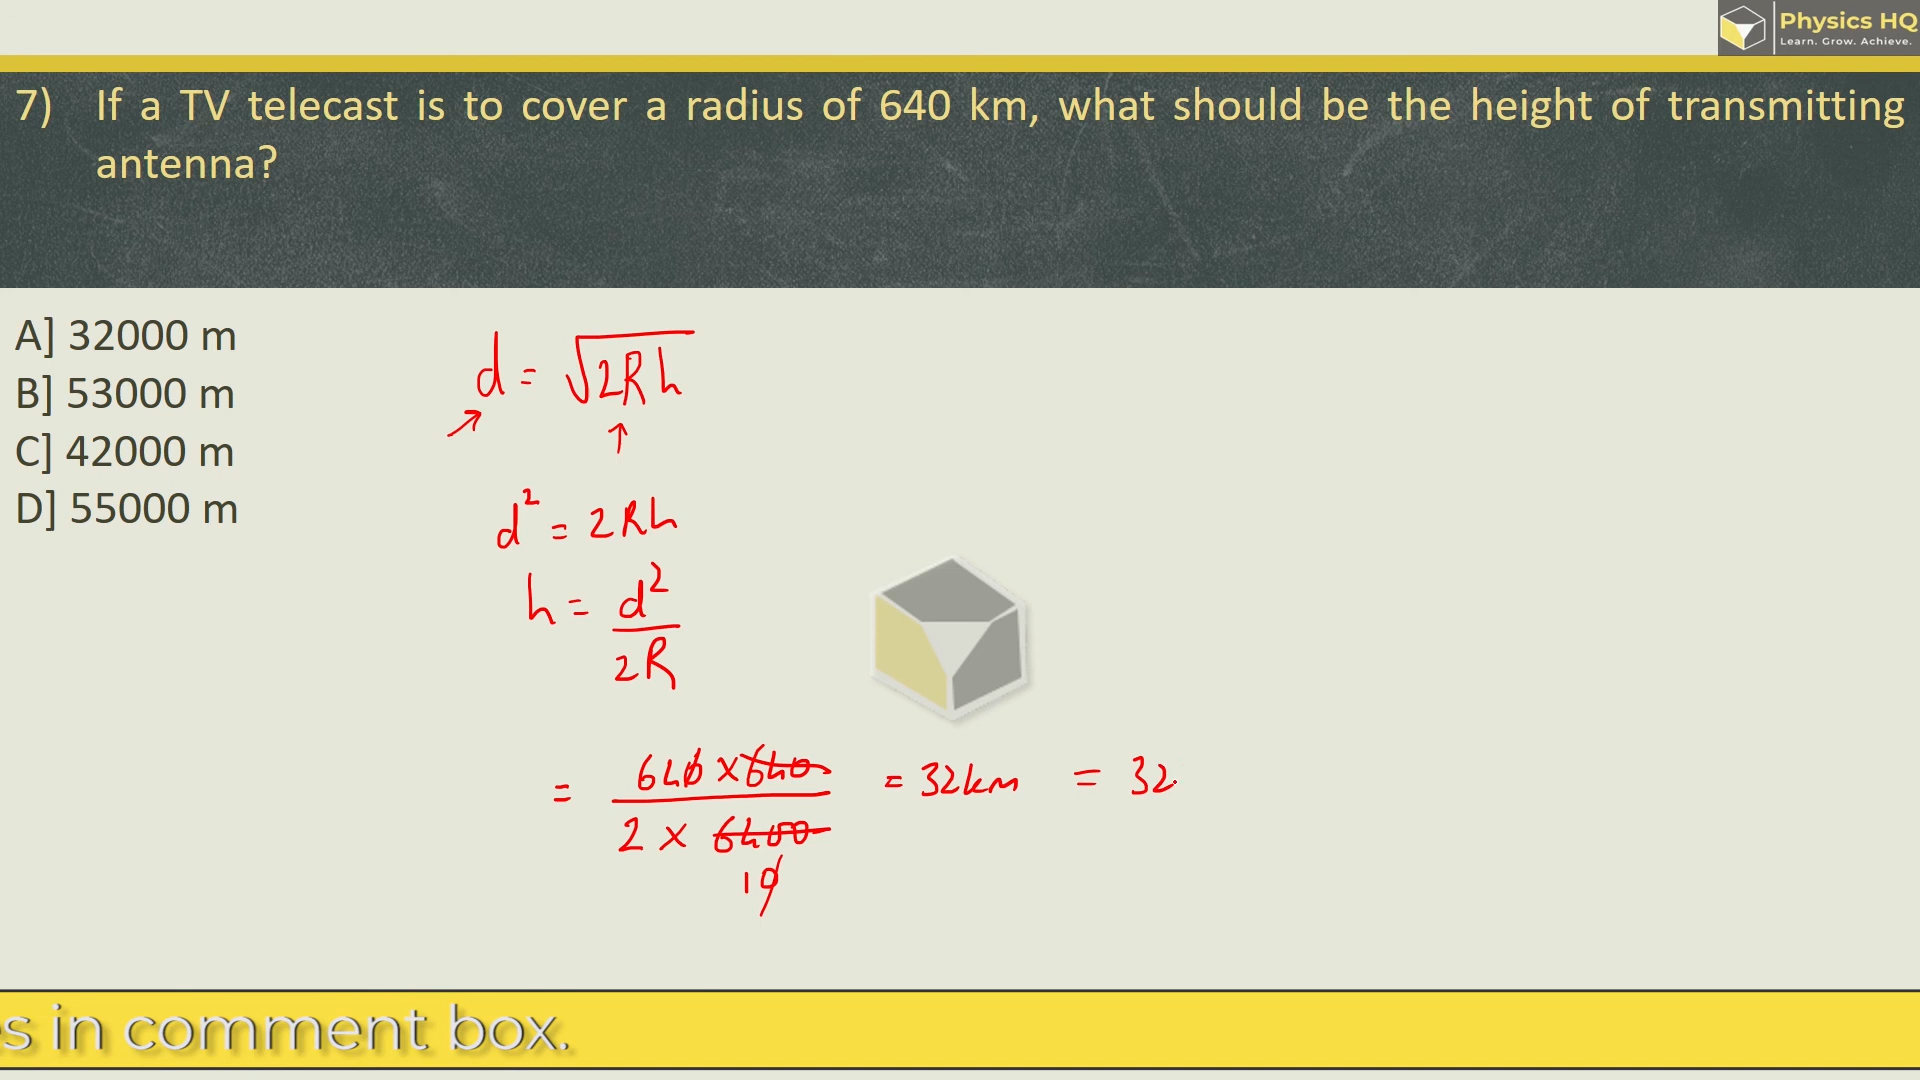 Physics HQ
Learn. Grow. Achieve.
7) If a TV telecast is to cover a radius of 640 km, what should be the height of transmitting
antenna?
A] 32000 m
B] 53000 m
C] 42000 m
D] 55000 m
d = √2Rh
d² = 2Rh
h = d²
2R
= 640 × 640 = 32km = 32
2 × 6400
10
s in comment box.